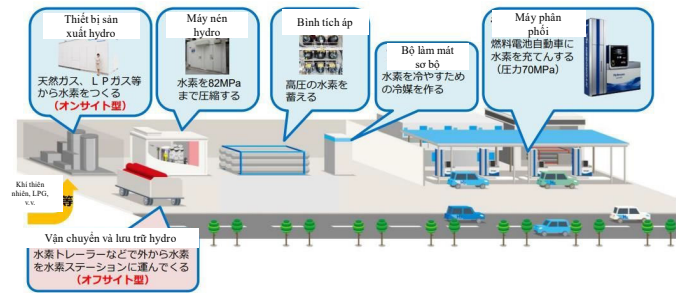 Thiết bị sản
xuất hydro
天然ガス、ＬＰガス等
から水素をつくる
（オンサイト型）
Máy nén
hydro
水素を82MPa
まで圧縮する
Bình tích áp
高圧の水素を
蓄える
Bộ làm mát
sơ bộ
水素を冷やすため
の冷媒を作る
Máy phân
phối
燃料電池自動車に
水素を充てんする
（圧力70MPa）
Khí thiên
nhiên, LPG,
v.v.
等
Vận chuyển và lưu trữ hydro
水素トレーラーなどで外から水素
を水素ステーションに運んでくる
（オフサイト型）